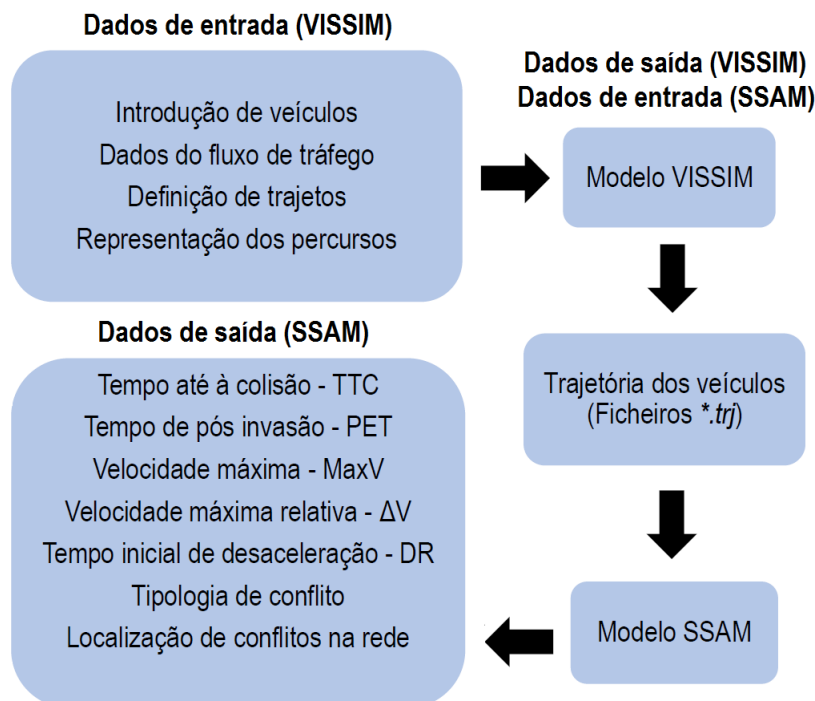 Dados de entrada (VISSIM)
Introdução de veículos
Dados do fluxo de tráfego
Definição de trajetos
Representação dos percursos
Dados de saída (VISSIM)
Dados de entrada (SSAM)
Modelo VISSIM
Trajetória dos veículos
(Ficheiros *.trj)
Modelo SSAM
Dados de saída (SSAM)
Tempo até à colisão - TTC
Tempo de pós invasão - PET
Velocidade máxima - MaxV
Velocidade máxima relativa - ΔV
Tempo inicial de desaceleração - DR
Tipologia de conflito
Localização de conflitos na rede